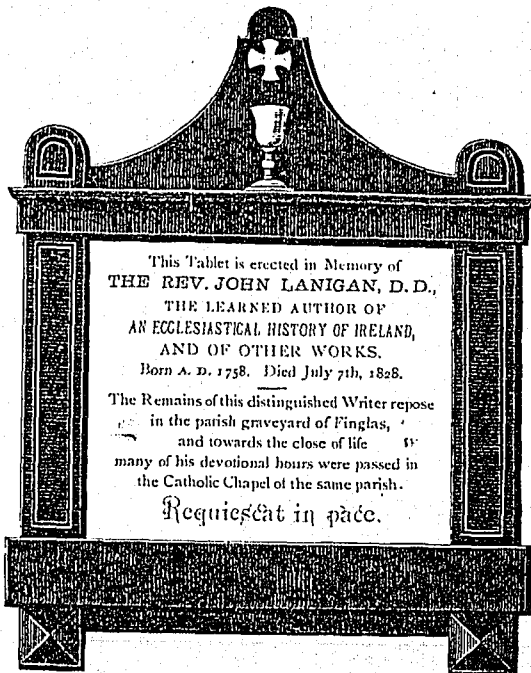 This Tablet is erected in Memory of
THE REV. JOHN LANIGAN, D. D.,
THE LEARNED AUTHOR OF
AN ECCLESIASTICAL HISTORY OF IRELAND,
AND OF OTHER WORKS.
Born A. D. 1758. Died July 7th, 1828.
The Remains of this distinguished Writer repose
in the parish graveyard of Finglas,
and towards the close of life
many of his devotional hours were passed in
the Catholic Chapel of the same parish.
Requiescat in pace.